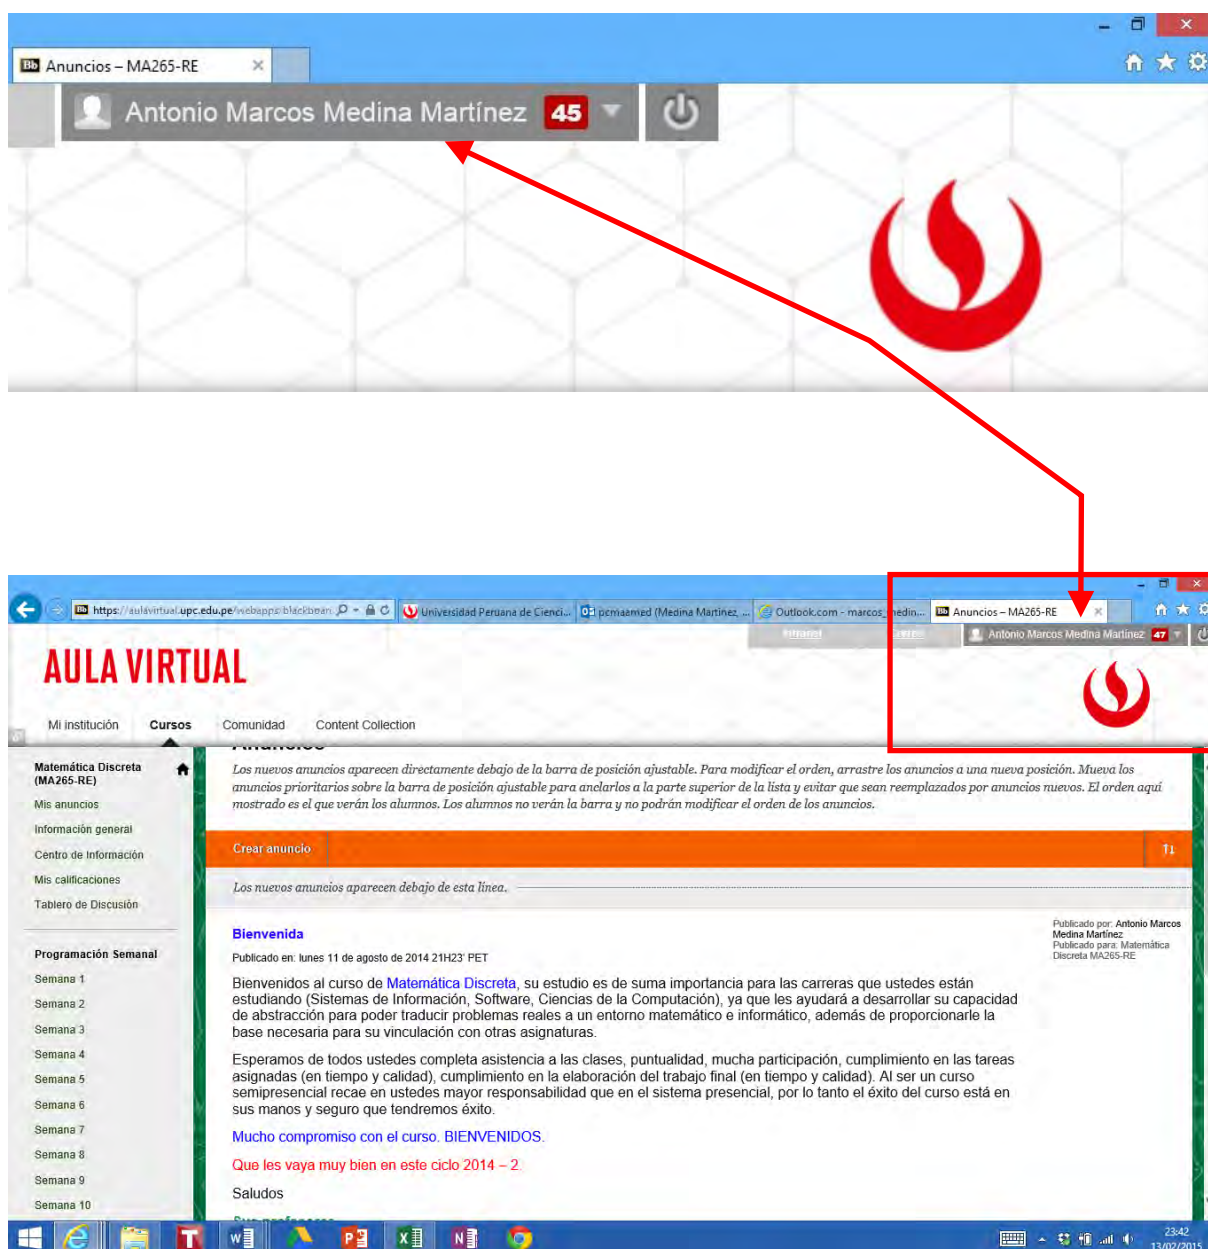 Anuncios – MA265-RE
Antonio Marcos Medina Martínez 45
https://aulavirtual.upc.edu.pe/webapps/blackboar
Universidad Peruana de Cienci...
pcmaamed (Medina Martinez, ...
Outlook.com - marcos_medin...
Anuncios – MA265-RE
Intranet
Antonio Marcos Medina Martínez 47
AULA VIRTUAL
Mi institución Cursos Comunidad Content Collection
Anuncios
Matemática Discreta
(MA265-RE)
Mis anuncios
Información general
Centro de Información
Mis calificaciones
Tablero de Discusión
Programación Semanal
Semana 1
Semana 2
Semana 3
Semana 4
Semana 5
Semana 6
Semana 7
Semana 8
Semana 9
Semana 10
Los nuevos anuncios aparecen directamente debajo de la barra de posición ajustable. Para modificar el orden, arrastre los anuncios a una nueva posición. Mueva los
anuncios prioritarios sobre la barra de posición ajustable para anclarlos a la parte superior de la lista y evitar que sean reemplazados por anuncios nuevos. El orden aquí
mostrado es el que verán los alumnos. Los alumnos no verán la barra y no podrán modificar el orden de los anuncios.
Crear anuncio
Los nuevos anuncios aparecen debajo de esta línea.
Bienvenida
Publicado en: lunes 11 de agosto de 2014 21H23' PET
Bienvenidos al curso de Matemática Discreta, su estudio es de suma importancia para las carreras que ustedes están
estudiando (Sistemas de Información, Software, Ciencias de la Computación), ya que les ayudará a desarrollar su capacidad
de abstracción para poder traducir problemas reales a un entorno matemático e informático, además de proporcionarle la
base necesaria para su vinculación con otras asignaturas.
Esperamos de todos ustedes completa asistencia a las clases, puntualidad, mucha participación, cumplimiento en las tareas
asignadas (en tiempo y calidad), cumplimiento en la elaboración del trabajo final (en tiempo y calidad). Al ser un curso
semipresencial recae en ustedes mayor responsabilidad que en el sistema presencial, por lo tanto el éxito del curso está en
sus manos y seguro que tendremos éxito.
Mucho compromiso con el curso. BIENVENIDOS.
Que les vaya muy bien en este ciclo 2014 – 2.
Saludos
Sus profesores
Publicado por: Antonio Marcos
Medina Martínez
Publicado para: Matemática
Discreta MA265-RE
23:42
13/02/2015